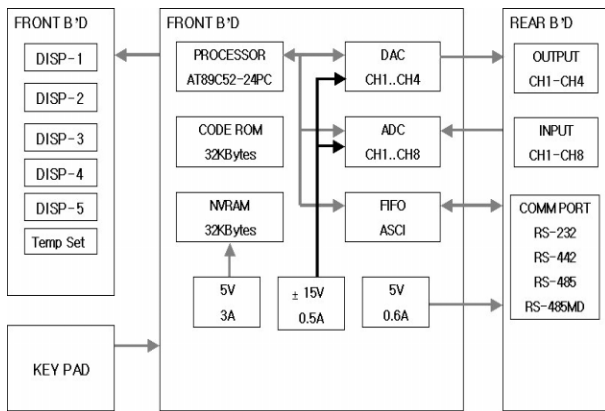 FRONT B'D
DISP-1
DISP-2
DISP-3
DISP-4
DISP-5
Temp Set
KEY PAD
FRONT B'D
PROCESSOR
AT89C52-24PC
CODE ROM
32KBytes
NVRAM
32KBytes
5V
3A
± 15V
0.5A
5V
0.6A
DAC
CH1..CH4
ADC
CH1..CH8
FIFO
ASCI
REAR B'D
OUTPUT
CH1-CH4
INPUT
CH1-CH8
COMM PORT
RS-232
RS-442
RS-485
RS-485MD